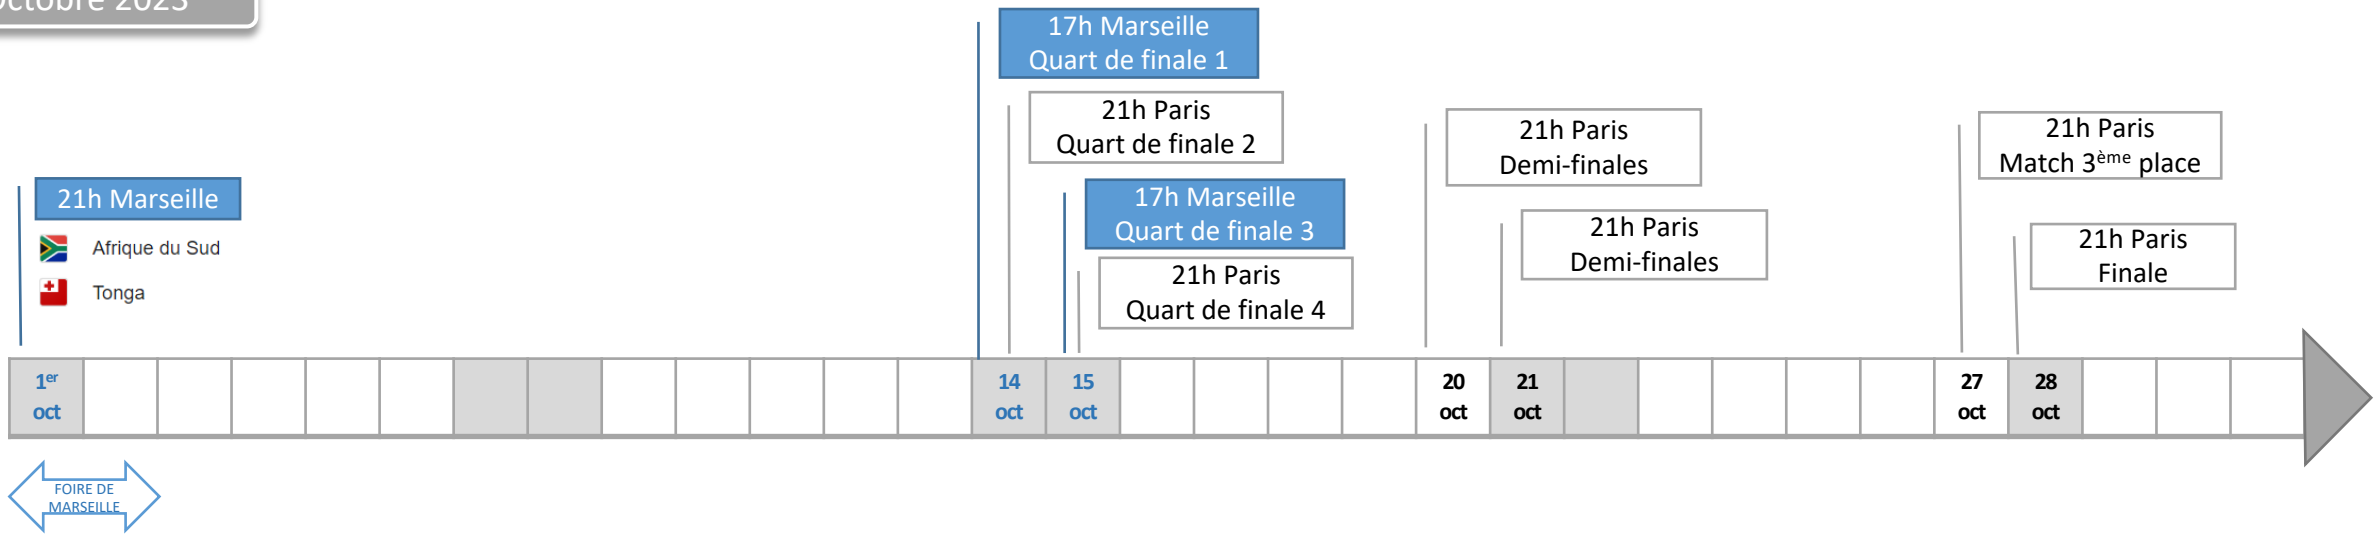 2023
17h Marseille
Quart de finale 1
21h Paris
Quart de finale 2
21h Paris
Demi-finales
21h Paris
Match 3ème place
21h Marseille
Afrique du Sud
Tonga
17h Marseille
Quart de finale 3
21h Paris
Quart de finale 4
21h Paris
Demi-finales
21h Paris
Finale
1er
oct
14
oct
15
oct
20
oct
21
oct
27
oct
28
oct
FOIRE DE
MARSEILLE